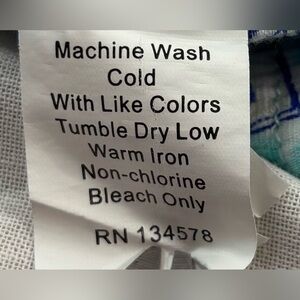 Machine Wash
Cold
With Like Colors
Tumble Dry Low
Warm Iron
Non-chlorine
Bleach Only
RN 134578